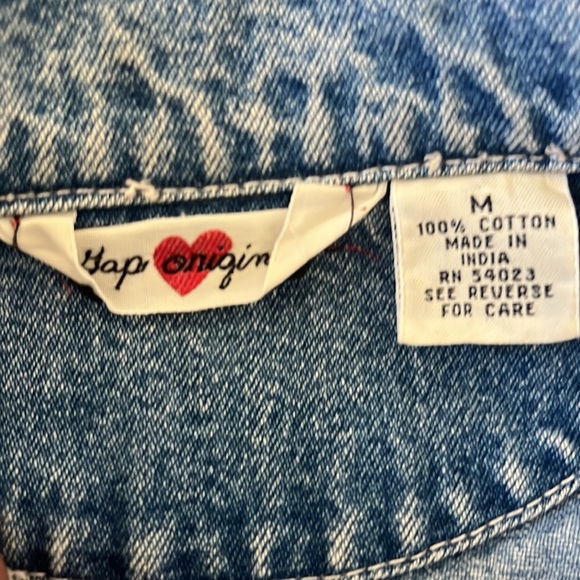 Gap origin
M
100% COTTON
MADE IN
INDIA
RN 54023
SEE REVERSE
FOR CARE